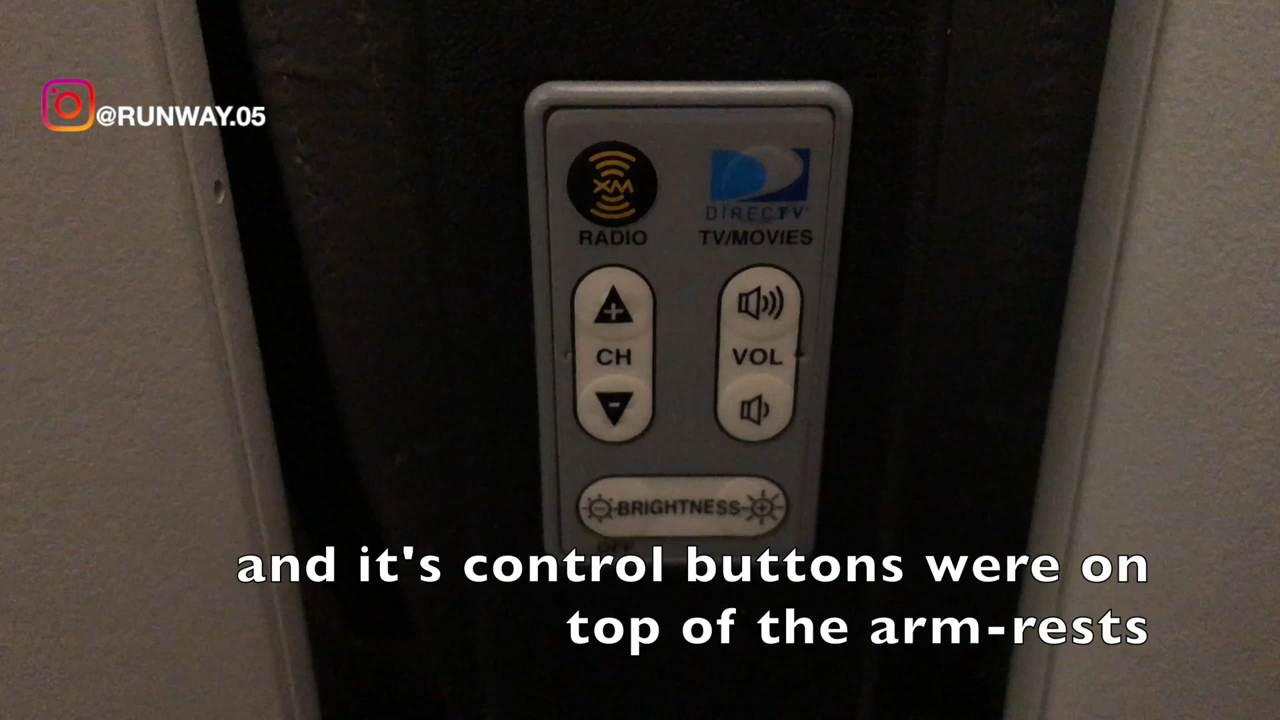 @RUNWAY.05
XM
DIRECTV
RADIO
TV/MOVIES
+
CH
VOL
-
BRIGHTNESS
and it's control buttons were on
top of the arm-rests